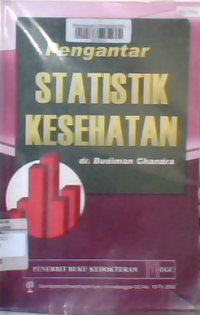 Pengantar
STATISTIK
KESEHATAN
dr. Budiman Chandra
PENERBIT BUKU KEDOKTERAN EGC